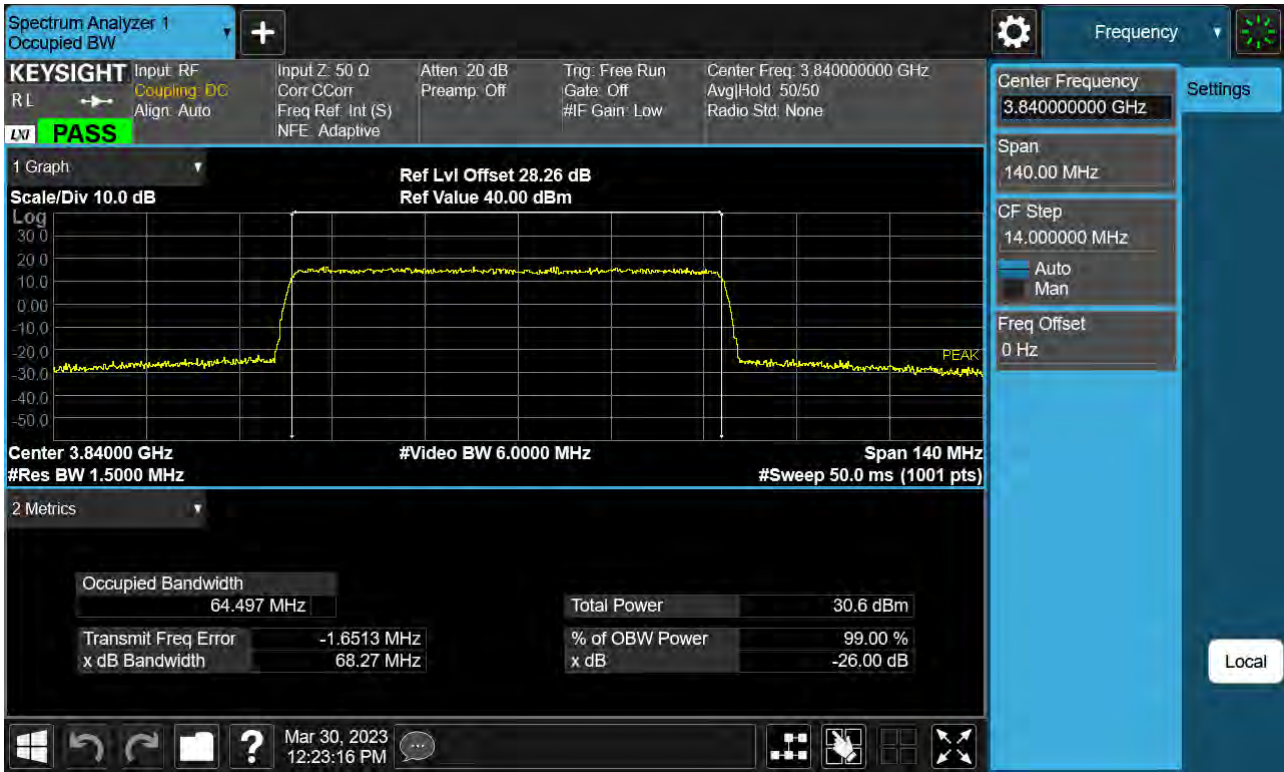 Spectrum Analyzer 1
Occupied BW
+
Frequency
KEYSIGHT
RL
LXI
PASS
Input: RF
Coupling: DC
Align: Auto
Input Z: 50 Ω
Corr CCorr
Freq Ref: Int (S)
NFE: Adaptive
Atten: 20 dB
Preamp: Off
Trig: Free Run
Gate: Off
#IF Gain: Low
Center Freq: 3.840000000 GHz
Avg|Hold: 50/50
Radio Std: None
Center Frequency
3.840000000 GHz
Settings
Span
140.00 MHz
CF Step
14.000000 MHz
Auto
Man
Freq Offset
0 Hz
1 Graph
Scale/Div 10.0 dB
Ref Lvl Offset 28.26 dB
Ref Value 40.00 dBm
Log
30.0
20.0
10.0
0.00
-10.0
-20.0
-30.0
-40.0
-50.0
PEAK
Center 3.84000 GHz
#Res BW 1.5000 MHz
#Video BW 6.0000 MHz
Span 140 MHz
#Sweep 50.0 ms (1001 pts)
2 Metrics
Occupied Bandwidth
64.497 MHz
Transmit Freq Error -1.6513 MHz
x dB Bandwidth 68.27 MHz
Total Power 30.6 dBm
% of OBW Power 99.00 %
x dB -26.00 dB
Local
?
Mar 30, 2023
12:23:16 PM